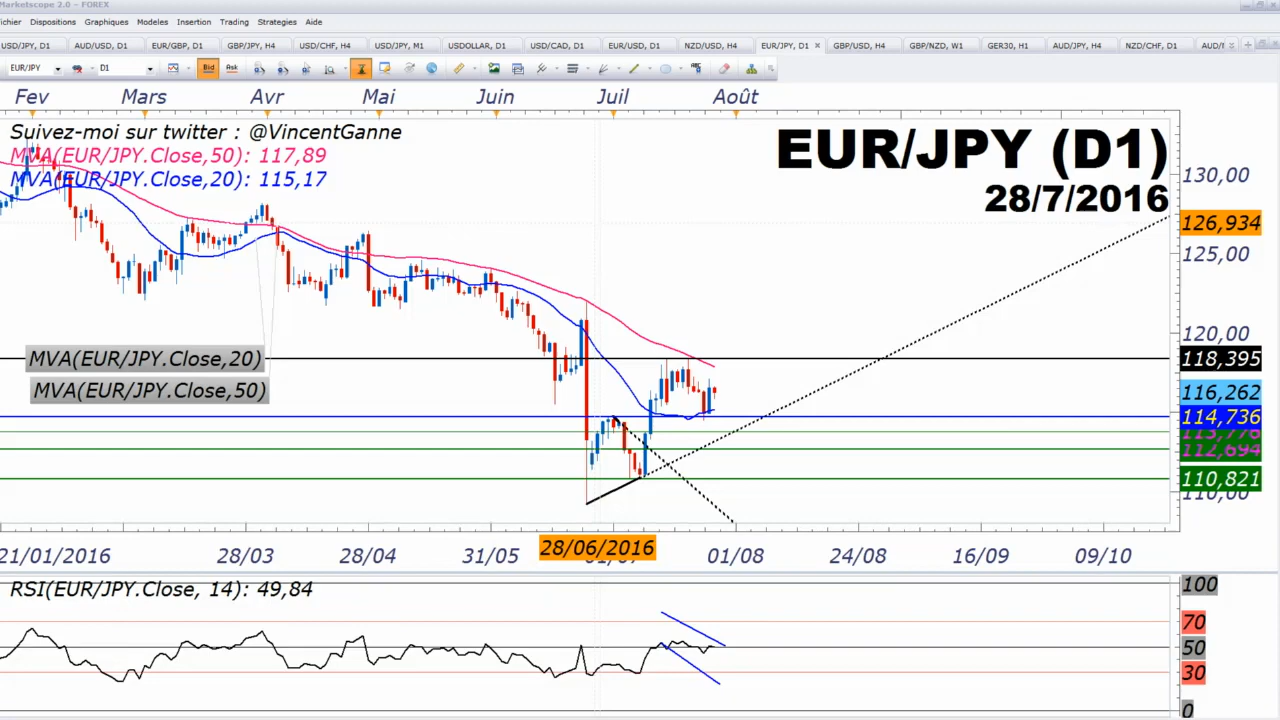 Marketscope 2.0 – FOREX
ichier Dispositions Graphiques Modeles Insertion Trading Strategies Aide
USD/JPY, D1 AUD/USD, D1 EUR/GBP, D1 GBP/JPY, H4 USD/CHF, H4 USD/JPY, M1 USDOLLAR, D1 USD/CAD, D1 EUR/USD, D1 NZD/USD, H4 EUR/JPY, D1 GBP/USD, H4 GBP/NZD, W1 GER30, H1 AUD/JPY, H4 NZD/CHF, D1
EUR/JPY D1 Bid Ask
Fev Mars Avr Mai Juin Juil Août
Suivez-moi sur twitter : @VincentGanne
MVA(EUR/JPY.Close,50): 117,89
MVA(EUR/JPY.Close,20): 115,17
EUR/JPY (D1)
28/7/2016
130,00
126,934
125,00
120,00
118,395
116,262
114,736
113,778
112,694
110,821
110,00
MVA(EUR/JPY.Close,20)
MVA(EUR/JPY.Close,50)
21/01/2016 28/03 28/04 31/05 28/06/2016 01/08 24/08 16/09 09/10
RSI(EUR/JPY.Close, 14): 49,84
100
70
50
30
0